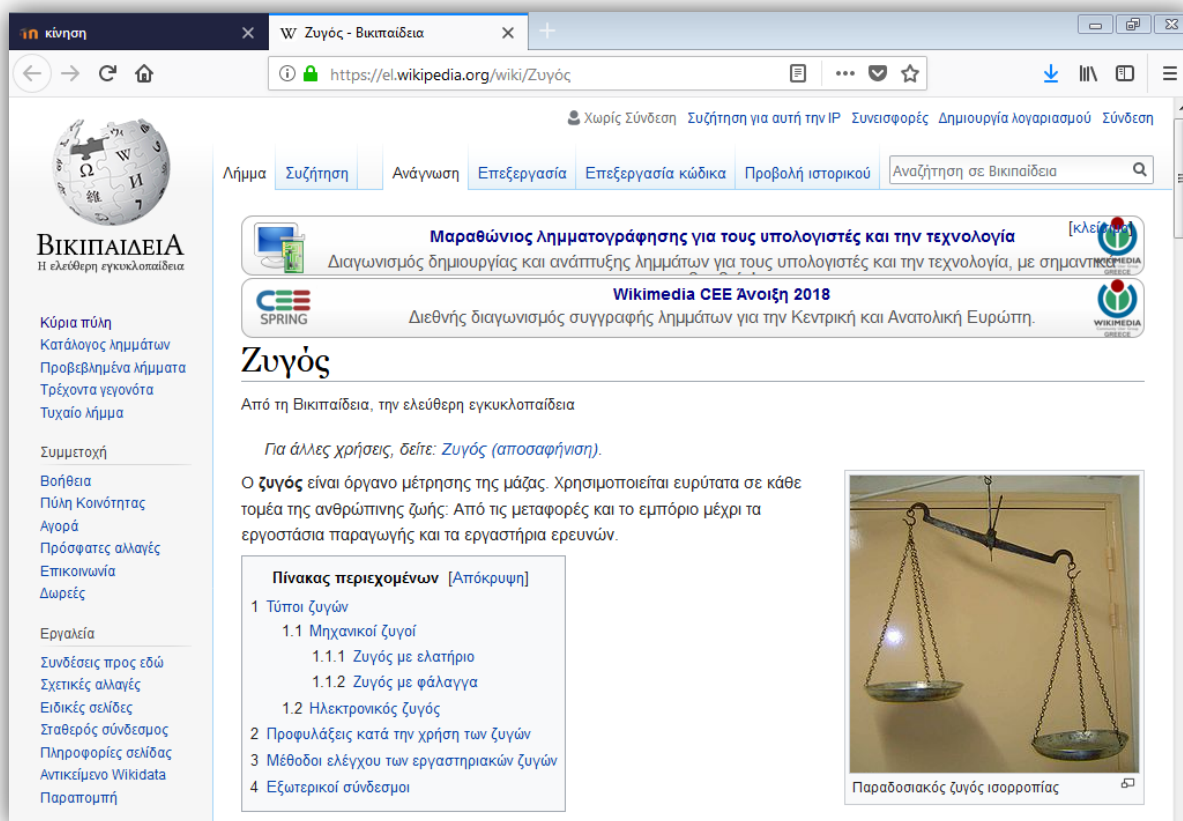 κίνηση
W Ζυγός - Βικιπαίδεια
https://el.wikipedia.org/wiki/Ζυγός
Χωρίς Σύνδεση Συζήτηση για αυτή την IP Συνεισφορές Δημιουργία λογαριασμού Σύνδεση
Λήμμα Συζήτηση Ανάγνωση Επεξεργασία Επεξεργασία κώδικα Προβολή ιστορικού Αναζήτηση σε Βικιπαίδεια
ΒΙΚΙΠΑΙΔΕΙΑ
Η ελεύθερη εγκυκλοπαίδεια
Κύρια πύλη
Κατάλογος λημμάτων
Προβεβλημένα λήμματα
Τρέχοντα γεγονότα
Τυχαίο λήμμα
Συμμετοχή
Βοήθεια
Πύλη Κοινότητας
Αγορά
Πρόσφατες αλλαγές
Επικοινωνία
Δωρεές
Εργαλεία
Συνδέσεις προς εδώ
Σχετικές αλλαγές
Ειδικές σελίδες
Σταθερός σύνδεσμος
Πληροφορίες σελίδας
Αντικείμενο Wikidata
Παραπομπή
Μαραθώνιος Λημματογράφησης για τους υπολογιστές και την τεχνολογία
Διαγωνισμός δημιουργίας και ανάπτυξης λημμάτων για τους υπολογιστές και την τεχνολογία, με σημαντικά
CEE
SPRING
Wikimedia CEE Άνοιξη 2018
Διεθνής διαγωνισμός συγγραφής λημμάτων για την Κεντρική και Ανατολική Ευρώπη.
WIKIMEDIA
GREECE
Ζυγός
Από τη Βικιπαίδεια, την ελεύθερη εγκυκλοπαίδεια
Για άλλες χρήσεις, δείτε: Ζυγός (αποσαφήνιση).
Ο ζυγός είναι όργανο μέτρησης της μάζας. Χρησιμοποιείται ευρύτατα σε κάθε
τομέα της ανθρώπινης ζωής: Από τις μεταφορές και το εμπόριο μέχρι τα
εργοστάσια παραγωγής και τα εργαστήρια ερευνών.
Πίνακας περιεχομένων [Απόκρυψη]
1 Τύποι ζυγών
1.1 Μηχανικοί ζυγοί
1.1.1 Ζυγός με ελατήριο
1.1.2 Ζυγός με φάλαγγα
1.2 Ηλεκτρονικός ζυγός
2 Προφυλάξεις κατά την χρήση των ζυγών
3 Μέθοδοι ελέγχου των εργαστηριακών ζυγών
4 Εξωτερικοί σύνδεσμοι
Παραδοσιακός ζυγός ισορροπίας